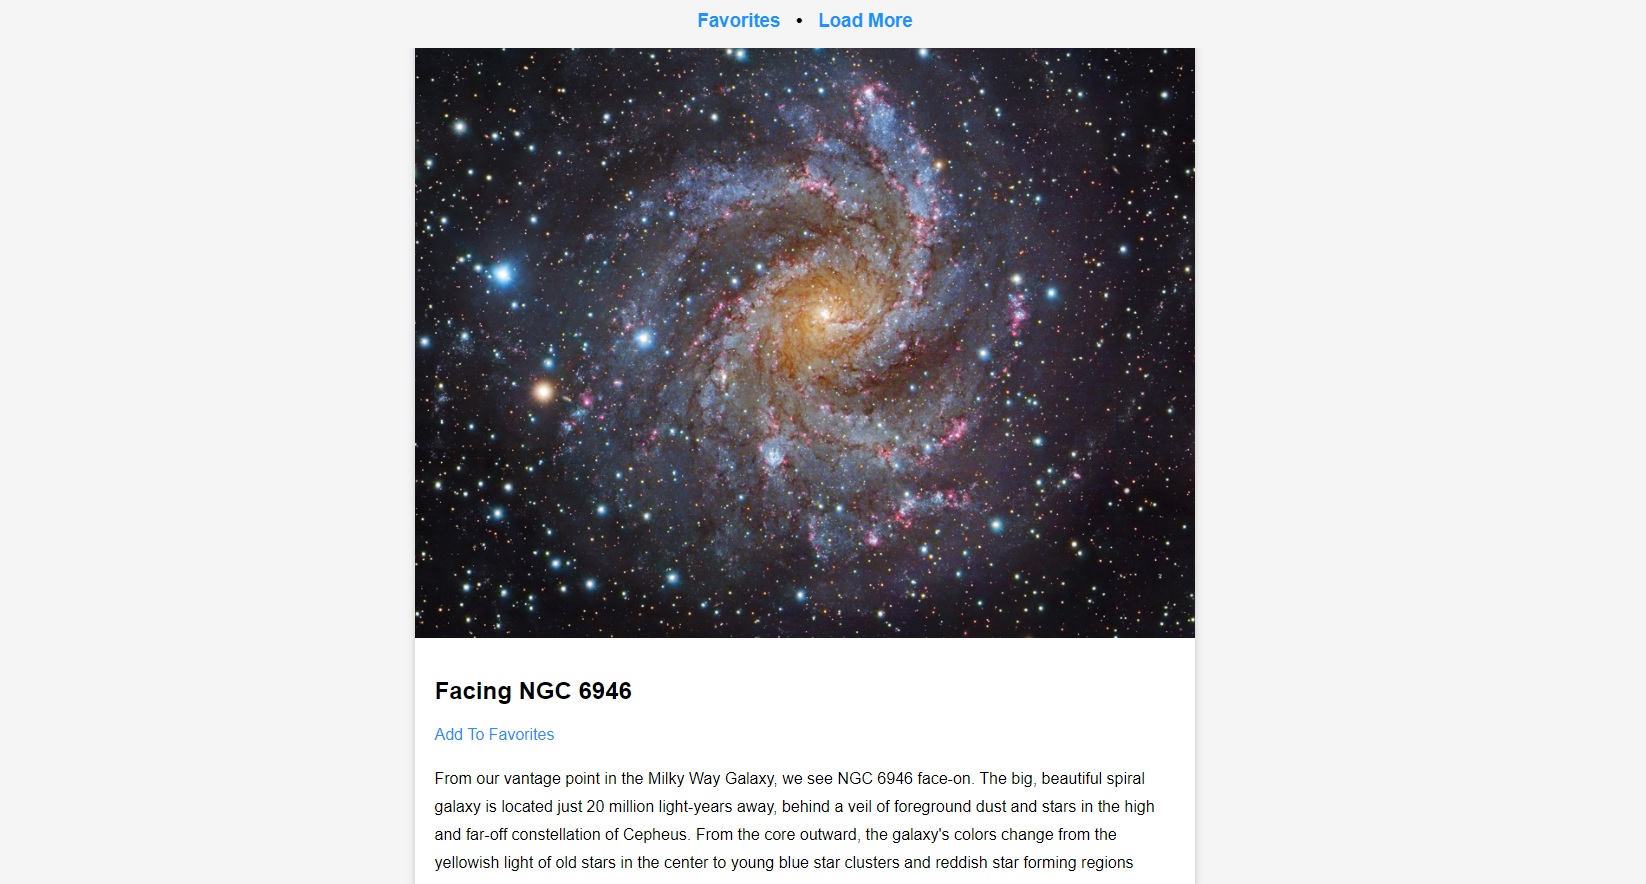 Favorites • Load More
Facing NGC 6946
Add To Favorites
From our vantage point in the Milky Way Galaxy, we see NGC 6946 face-on. The big, beautiful spiral
galaxy is located just 20 million light-years away, behind a veil of foreground dust and stars in the high
and far-off constellation of Cepheus. From the core outward, the galaxy's colors change from the
yellowish light of old stars in the center to young blue star clusters and reddish star forming regions